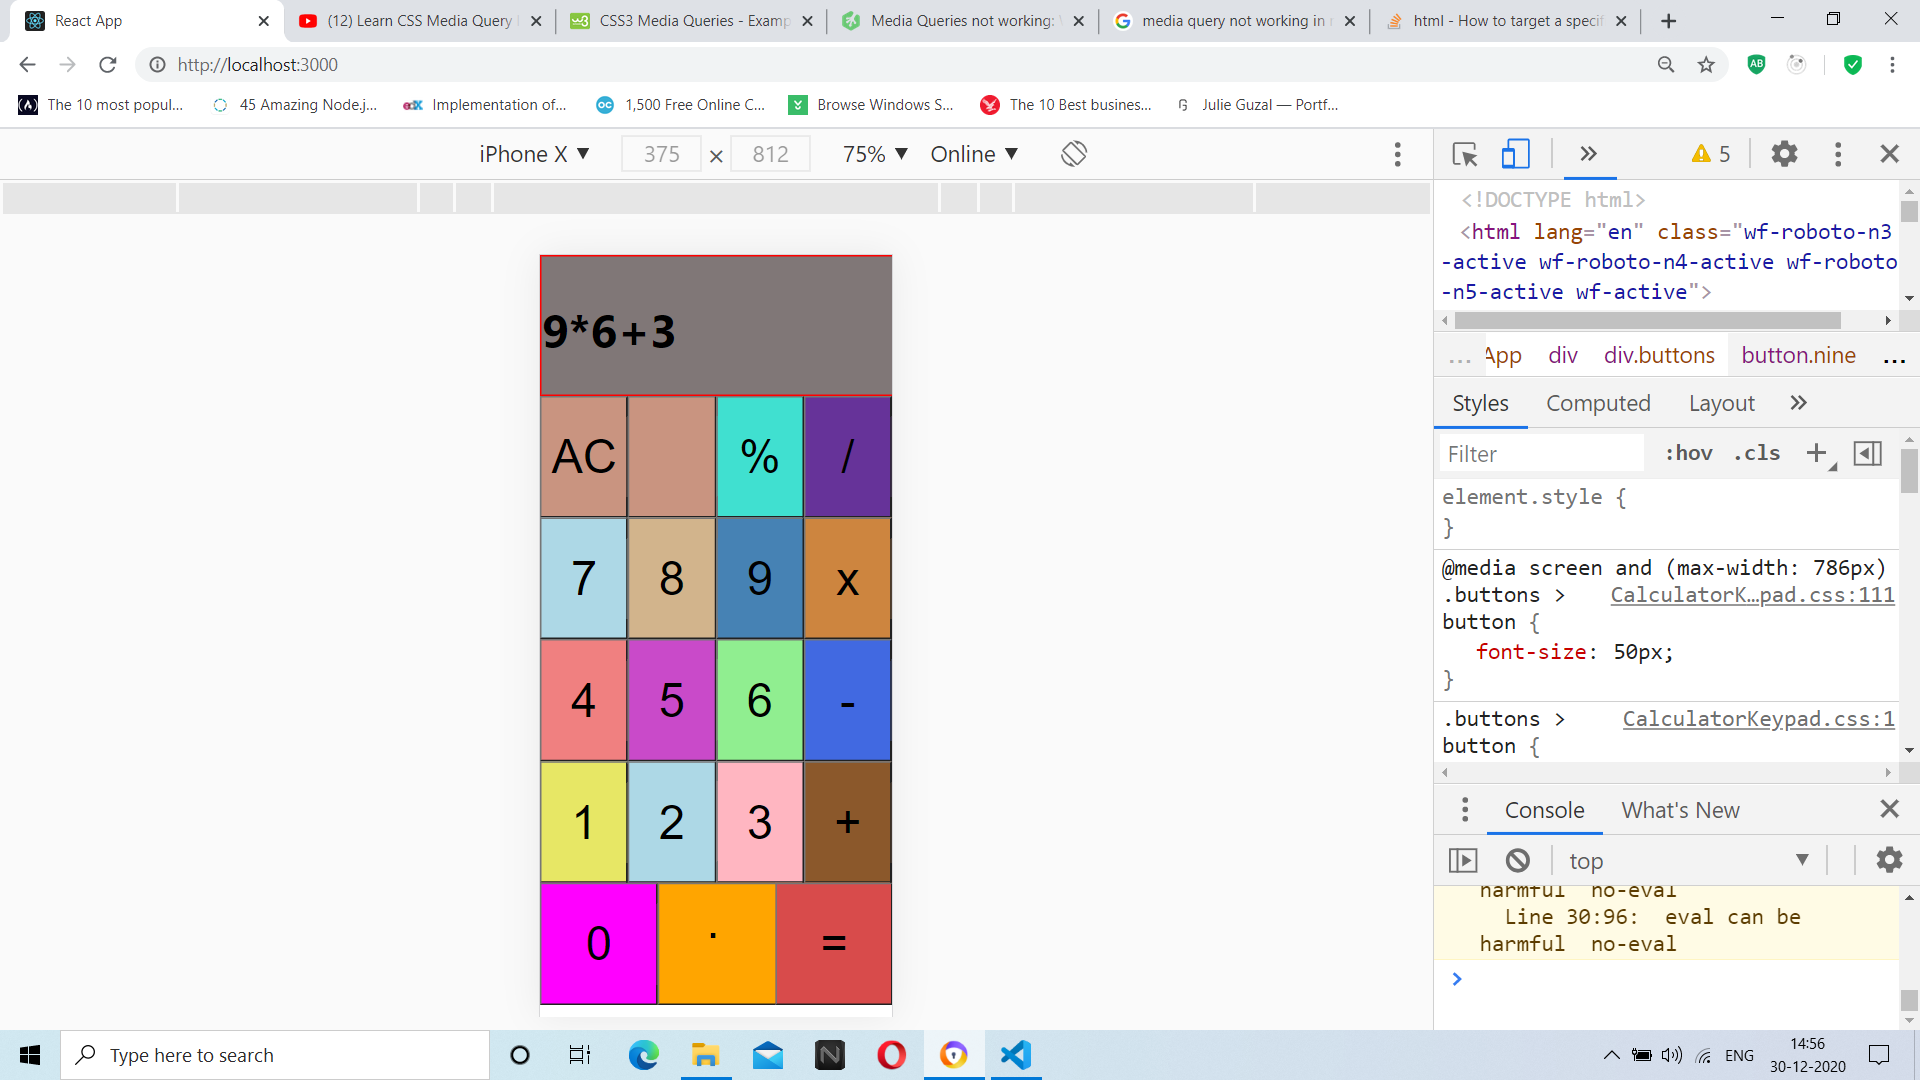 React App
(12) Learn CSS Media Query
CSS3 Media Queries - Examp
Media Queries not working:
media query not working in r
html - How to target a specif
http://localhost:3000
AB
The 10 most popul...
45 Amazing Node.j...
edX
Implementation of...
OC
1,500 Free Online C...
Browse Windows S...
The 10 Best busines...
Julie Guzal — Portf...
iPhone X ▼
375
×
812
75% ▼
Online ▼
5
<!DOCTYPE html>
<html lang="en" class="wf-roboto-n3
-active wf-roboto-n4-active wf-roboto
-n5-active wf-active">
... App div div.buttons button.nine ...
Styles Computed Layout »
Filter
:hov .cls +
element.style {
}
@media screen and (max-width: 786px)
.buttons > CalculatorK…pad.css:111
button {
font-size: 50px;
}
.buttons > CalculatorKeypad.css:1
button {
Console What's New
top ▼
harmful no-eval
Line 30:96: eval can be
harmful no-eval
>
9*6+3
AC % /
7 8 9 x
4 5 6 -
1 2 3 +
0 . =
Type here to search
N
ENG
14:56
30-12-2020